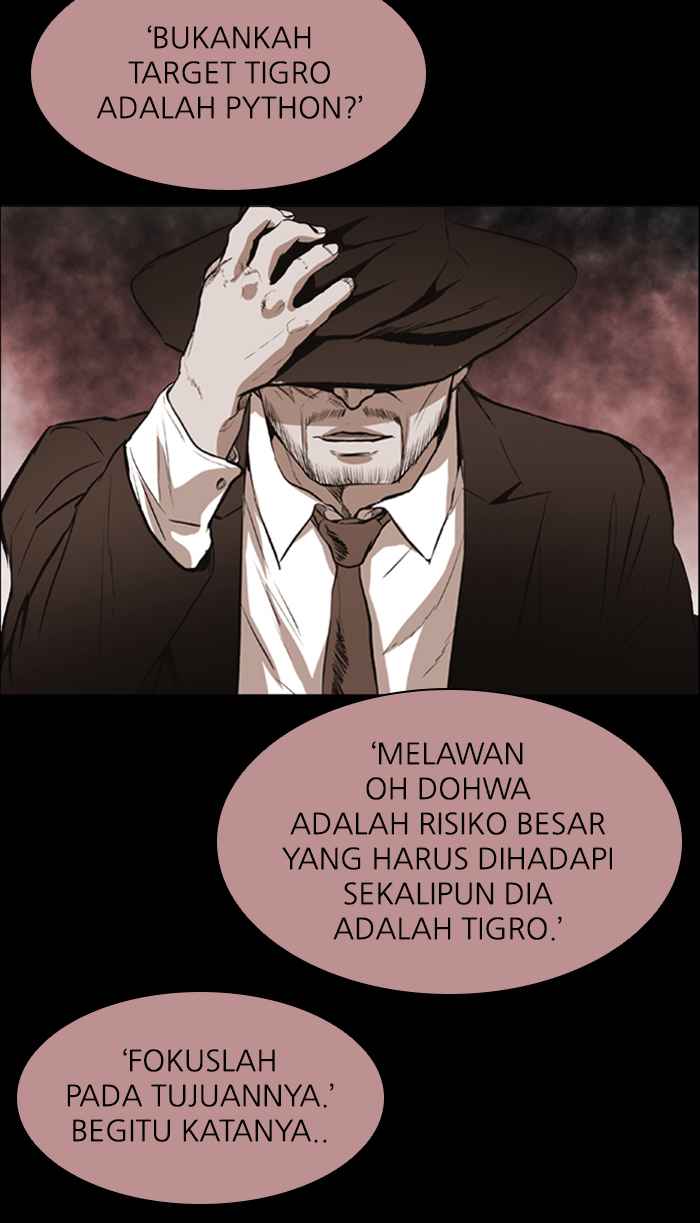 ‘BUKANKAH
TARGET TIGRO
ADALAH PYTHON?’
‘MELAWAN
OH DOHWA
ADALAH RISIKO BESAR
YANG HARUS DIHADAPI
SEKALIPUN DIA
ADALAH TIGRO.’
‘FOKUSLAH
PADA TUJUANNYA.’
BEGITU KATANYA..